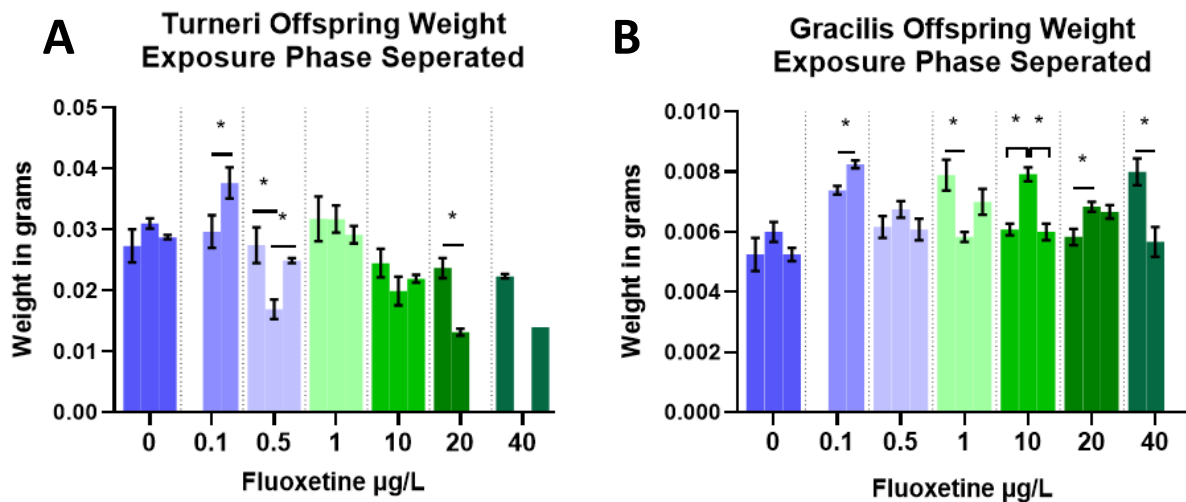 A
Turneri Offspring Weight
Exposure Phase Seperated
Weight in grams
0.05
0.04
0.03
0.02
0.01
0.00
* * * *
0 0.1 0.5 1 10 20 40
Fluoxetine µg/L
B
Gracilis Offspring Weight
Exposure Phase Seperated
Weight in grams
0.010
0.008
0.006
0.004
0.002
0.000
* * * * * *
0 0.1 0.5 1 10 20 40
Fluoxetine µg/L